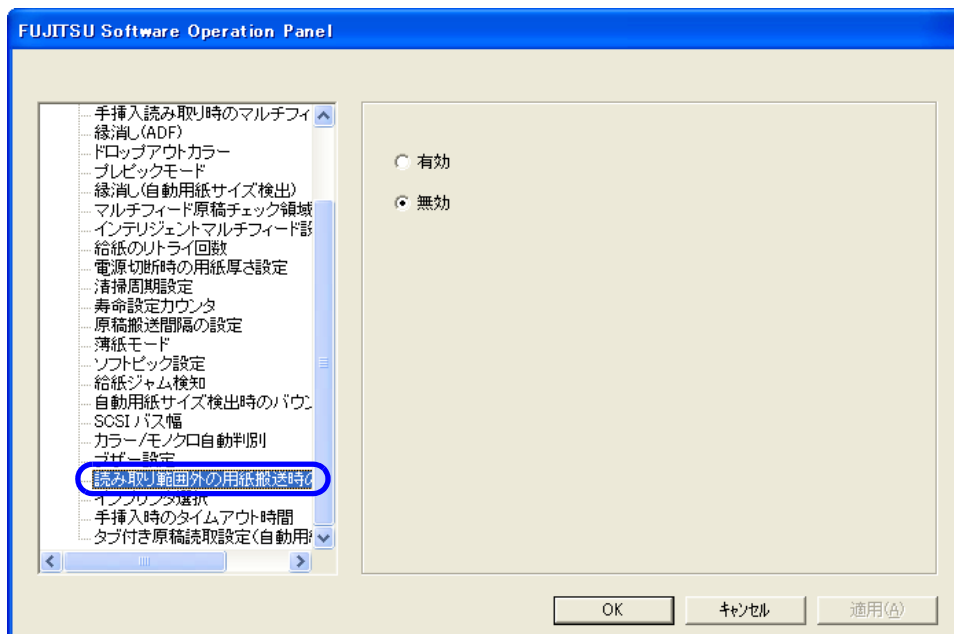 FUJITSU Software Operation Panel
手挿入読み取り時のマルチフィ
縁消し(ADF)
ドロップアウトカラー
プレピックモード
縁消し(自動用紙サイズ検出)
マルチフィード原稿チェック領域
インテリジェントマルチフィード設
給紙のリトライ回数
電源切断時の用紙厚さ設定
清掃周期設定
寿命設定カウンタ
原稿搬送間隔の設定
薄紙モード
ソフトピック設定
給紙ジャム検知
自動用紙サイズ検出時のバウン
SCSI バス幅
カラー/モノクロ自動判別
ブザー設定
読み取り範囲外の用紙搬送時の
インプリンタ選択
手挿入時のタイムアウト時間
タブ付き原稿読取設定(自動用
有効
無効
OK
キャンセル
適用(A)